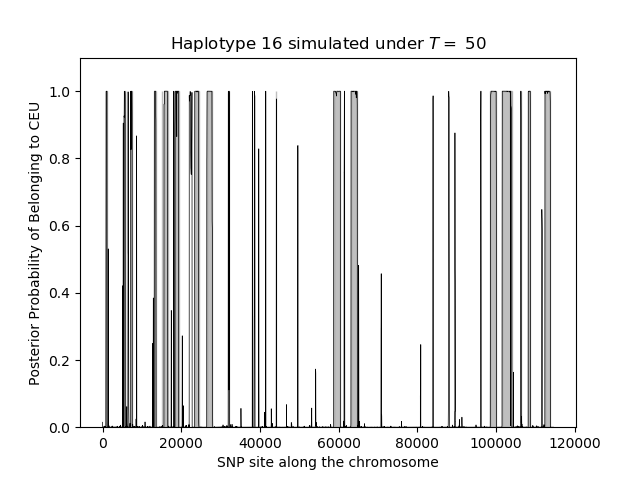 Haplotype 16 simulated under T = 50
Posterior Probability of Belonging to CEU
1.0
0.8
0.6
0.4
0.2
0.0
0 20000 40000 60000 80000 100000 120000
SNP site along the chromosome